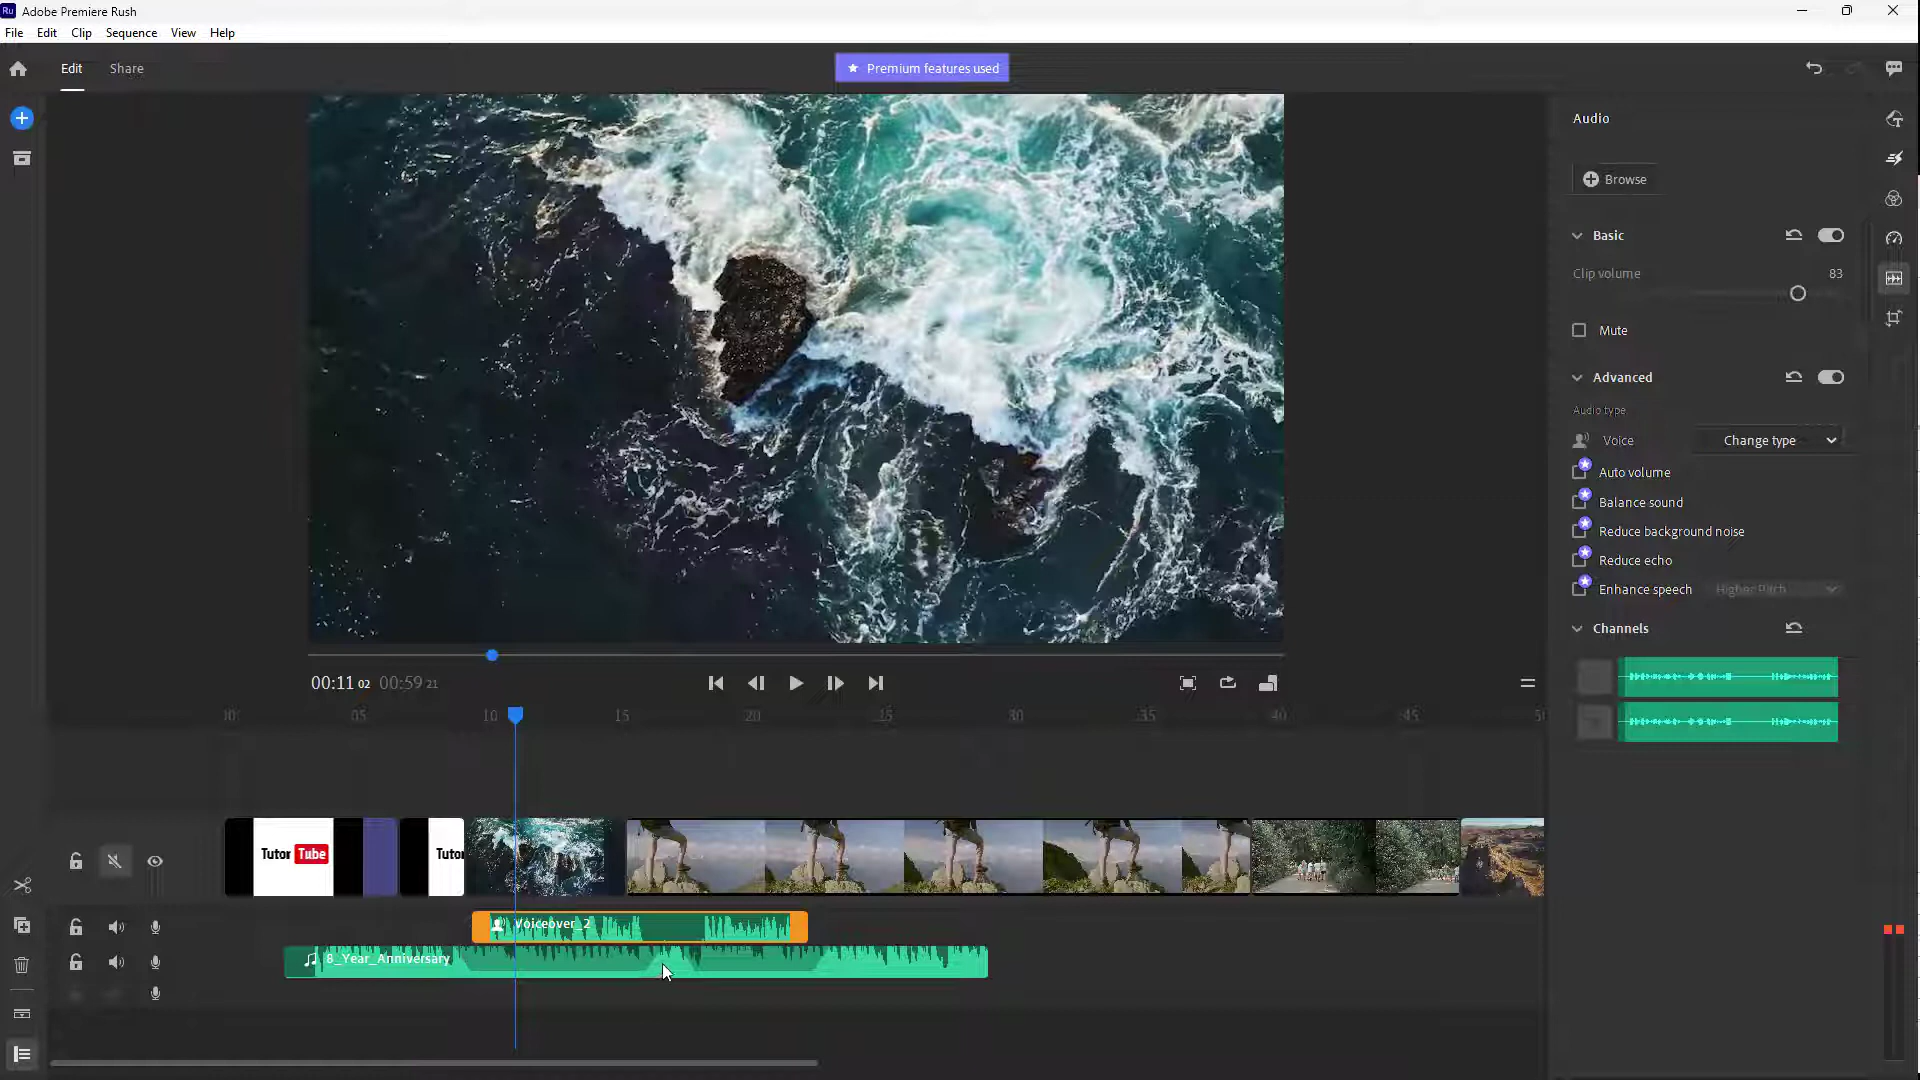 Ru Adobe Premiere Rush
File Edit Clip Sequence View Help
Edit Share
Premium features used
Audio
Browse
Basic
Clip volume 83
Mute
Advanced
Audio type
Voice Change type
Auto volume
Balance sound
Reduce background noise
Reduce echo
Enhance speech Higher Pitch
Channels
00:11 02 00:59 21
00 05 10 15 20 25 30 35 40 45
Tutor Tube
Tutor
Voiceover_2
8_Year_Anniversary